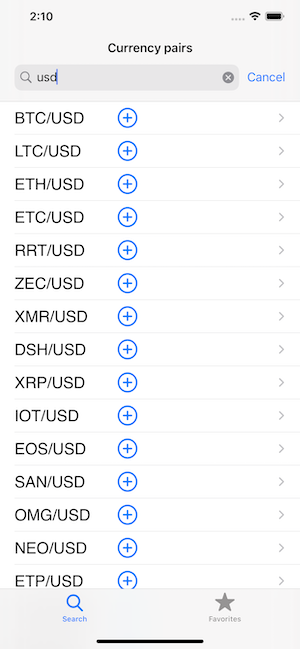 2:10
Currency pairs
usd
Cancel
BTC/USD
LTC/USD
ETH/USD
ETC/USD
RRT/USD
ZEC/USD
XMR/USD
DSH/USD
XRP/USD
IOT/USD
EOS/USD
SAN/USD
OMG/USD
NEO/USD
ETP/USD
Search
Favorites